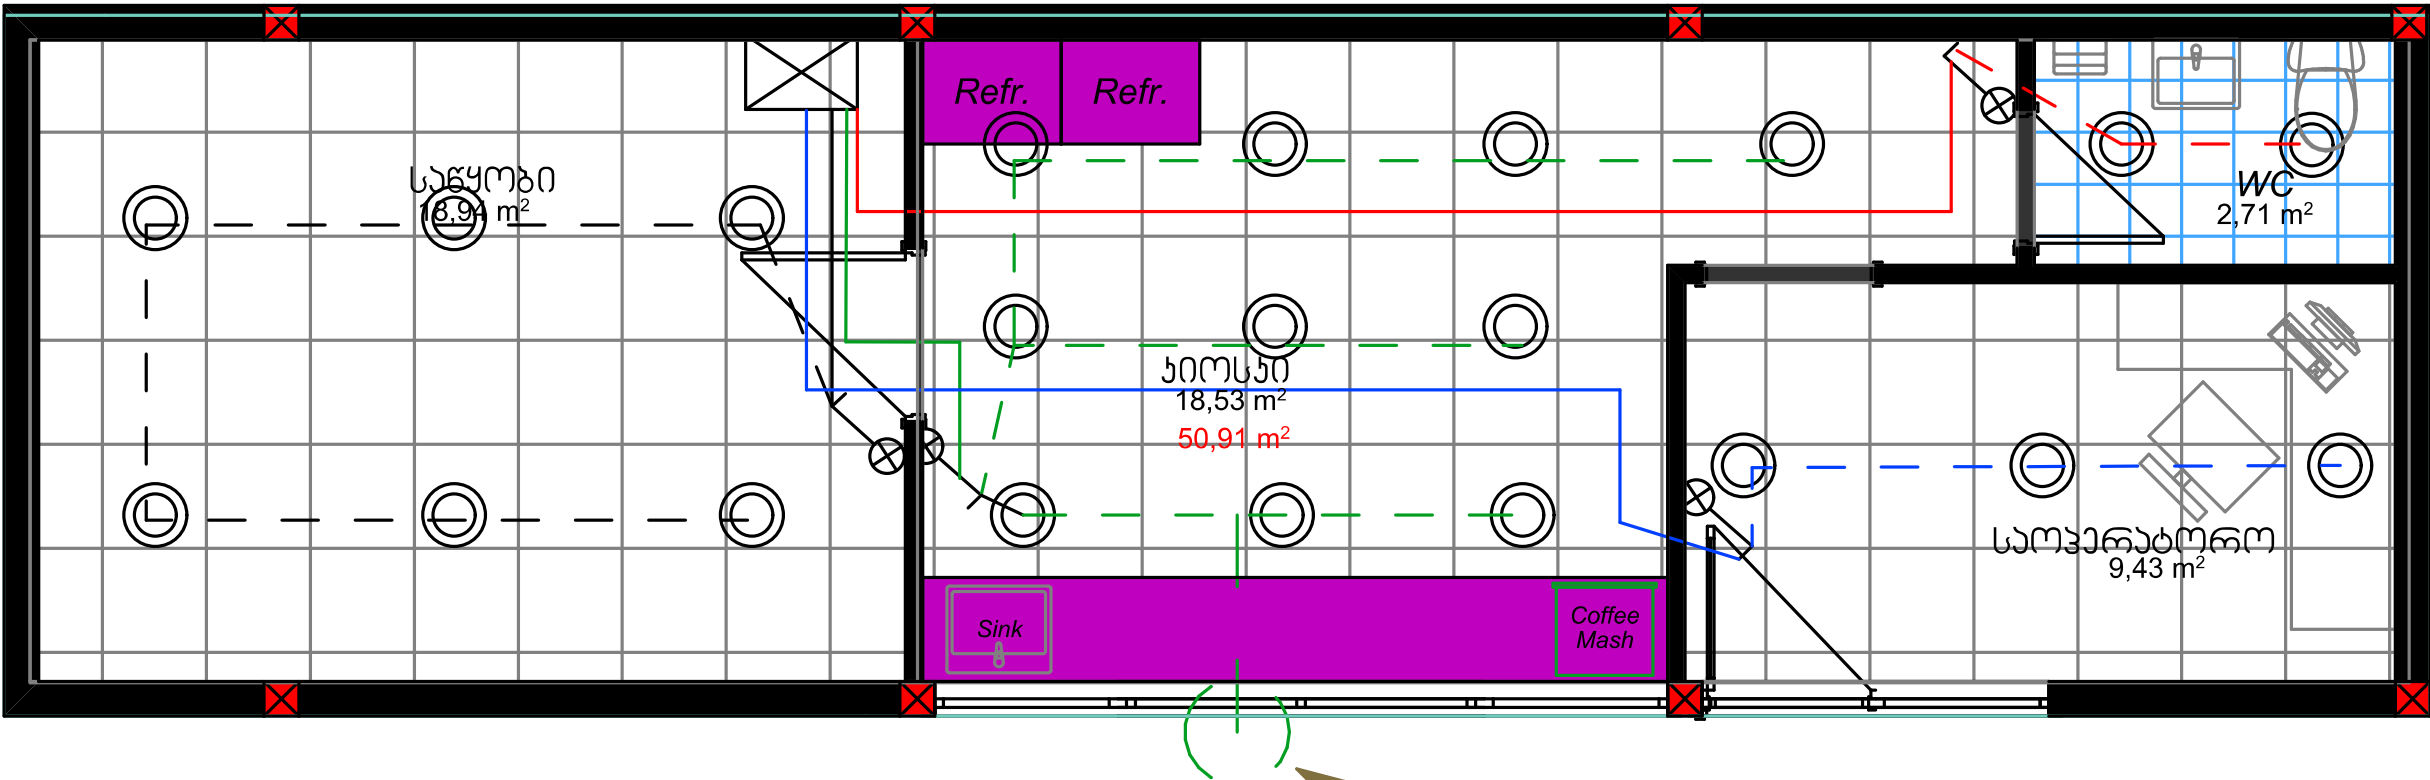 Refr.
Refr.
საწყობი
18,94 m²
WC
2,71 m²
კიოსკი
18,53 m²
50,91 m²
საოპერატორო
9,43 m²
Sink
Coffee
Mash